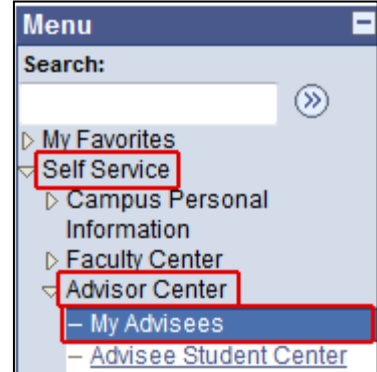 Menu
Search:
My Favorites
Self Service
Campus Personal
Information
Faculty Center
Advisor Center
– My Advisees
– Advisee Student Center